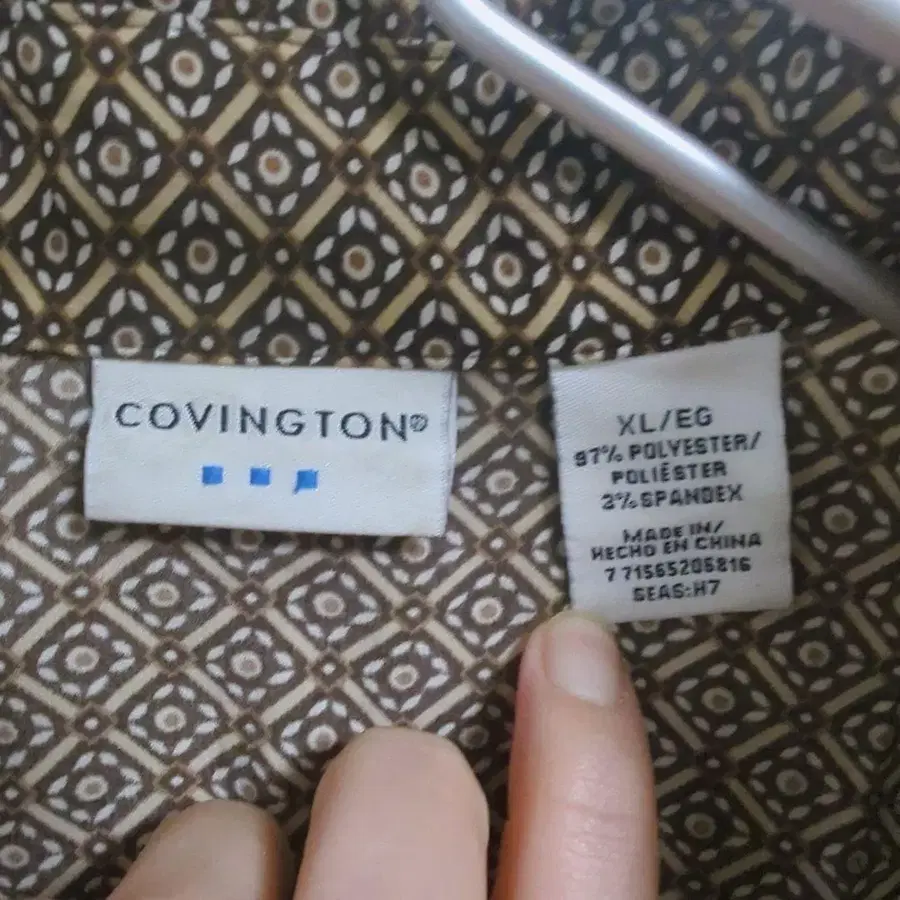 COVINGTON®
XL/EG
97% POLYESTER/
POLIÉSTER
3% SPANDEX
MADE IN/
HECHO EN CHINA
7 71565205816
SEAS:H7